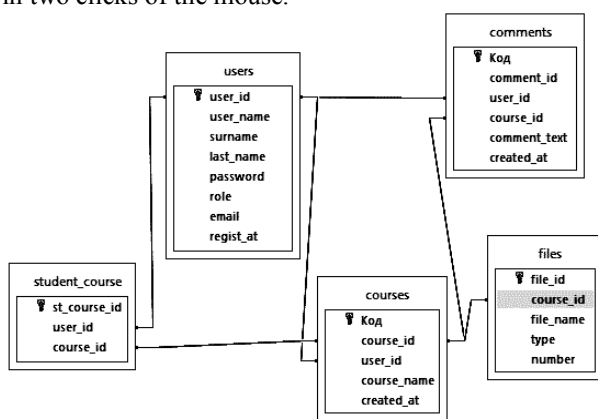 in two clicks of the mouse.
comments
Код
comment_id
user_id
course_id
comment_text
created_at
users
user_id
user_name
surname
last_name
password
role
email
regist_at
student_course
st_course_id
user_id
course_id
courses
Код
course_id
user_id
course_name
created_at
files
file_id
course_id
file_name
type
number